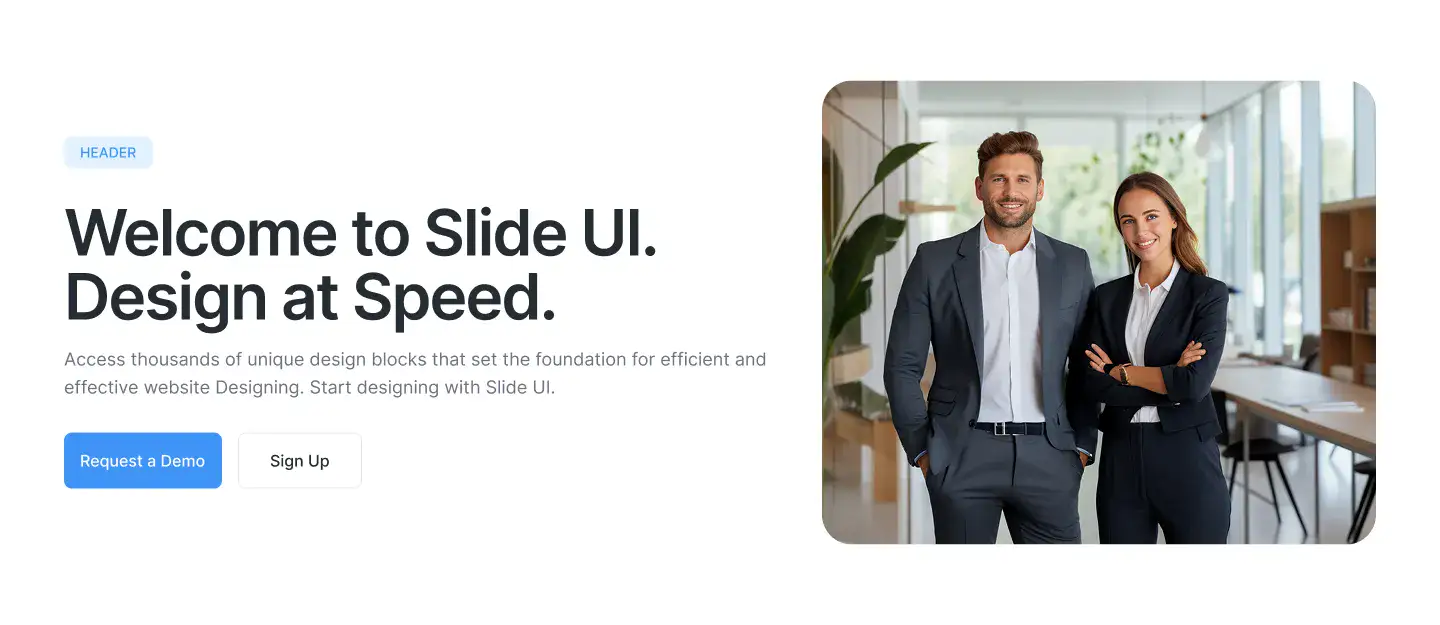 HEADER
Welcome to Slide UI.
Design at Speed.
Access thousands of unique design blocks that set the foundation for efficient and
effective website Designing. Start designing with Slide UI.
Request a Demo
Sign Up